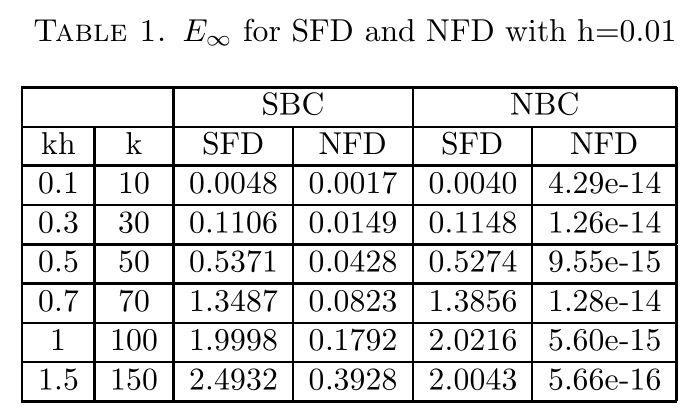 TABLE 1. E∞ for SFD and NFD with h=0.01
SBC NBC
kh k SFD NFD SFD NFD
0.1 10 0.0048 0.0017 0.0040 4.29e-14
0.3 30 0.1106 0.0149 0.1148 1.26e-14
0.5 50 0.5371 0.0428 0.5274 9.55e-15
0.7 70 1.3487 0.0823 1.3856 1.28e-14
1 100 1.9998 0.1792 2.0216 5.60e-15
1.5 150 2.4932 0.3928 2.0043 5.66e-16